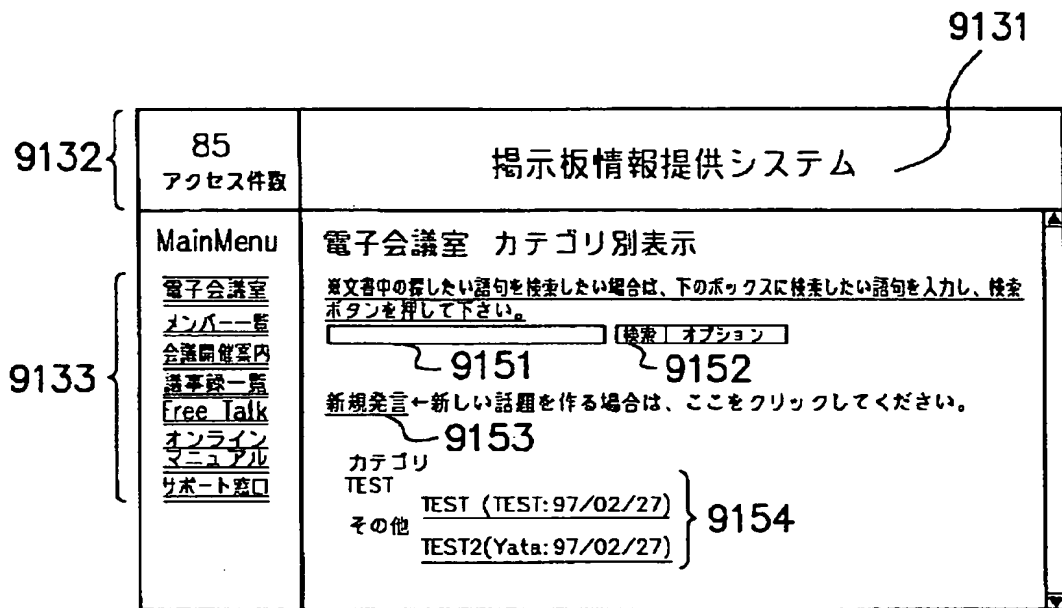 9131
9132
85
アクセス件数
掲示板情報提供システム
MainMenu
9133
電子会議室
メンバー一覧
会議開催案内
議事録一覧
Free Talk
オンライン
マニュアル
サポート窓口
電子会議室 カテゴリ別表示
※文書中の探したい語句を検索したい場合は、下のボックスに検索したい語句を入力し、検索
ボタンを押して下さい。
検索 オプション
9151
9152
新規発言←新しい話題を作る場合は、ここをクリックしてください。
9153
カテゴリ
TEST
TEST (TEST:97/02/27)
その他
TEST2(Yata:97/02/27)
9154